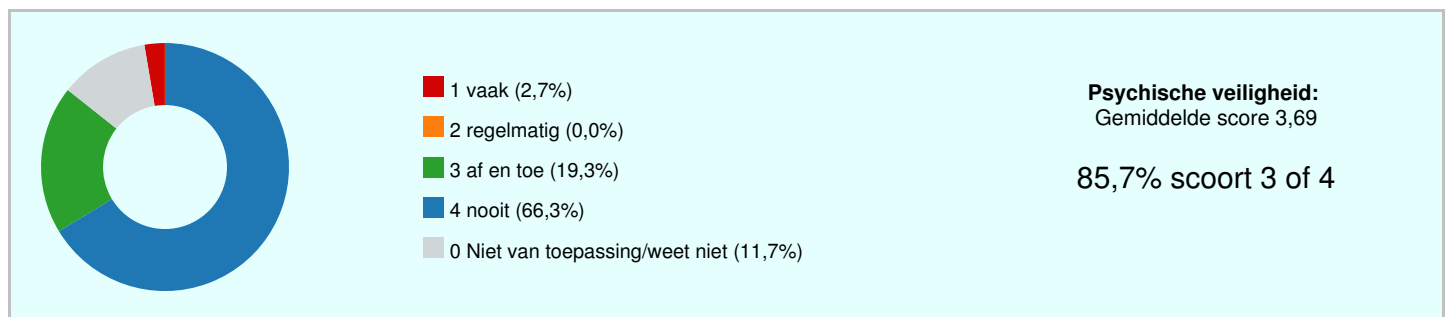 1 vaak (2,7%)
2 regelmatig (0,0%)
3 af en toe (19,3%)
4 nooit (66,3%)
0 Niet van toepassing/weet niet (11,7%)
Psychische veiligheid:
Gemiddelde score 3,69
85,7% scoort 3 of 4